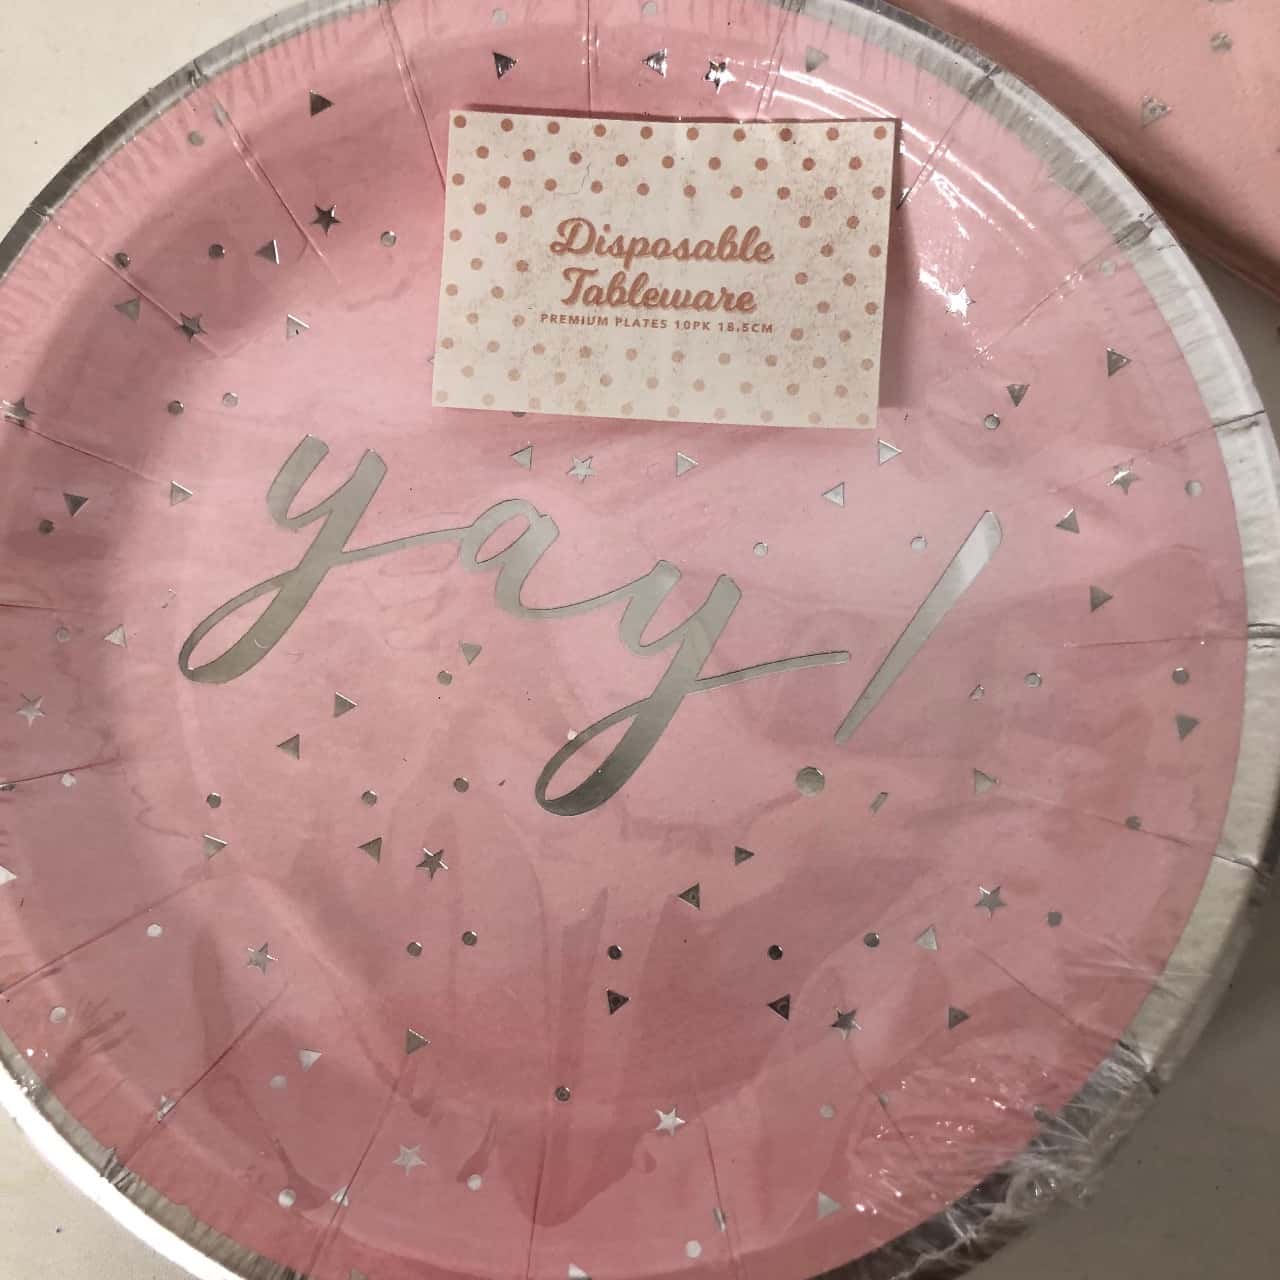 Disposable
Tableware
PREMIUM PLATES 10PK 18.5CM
yay!